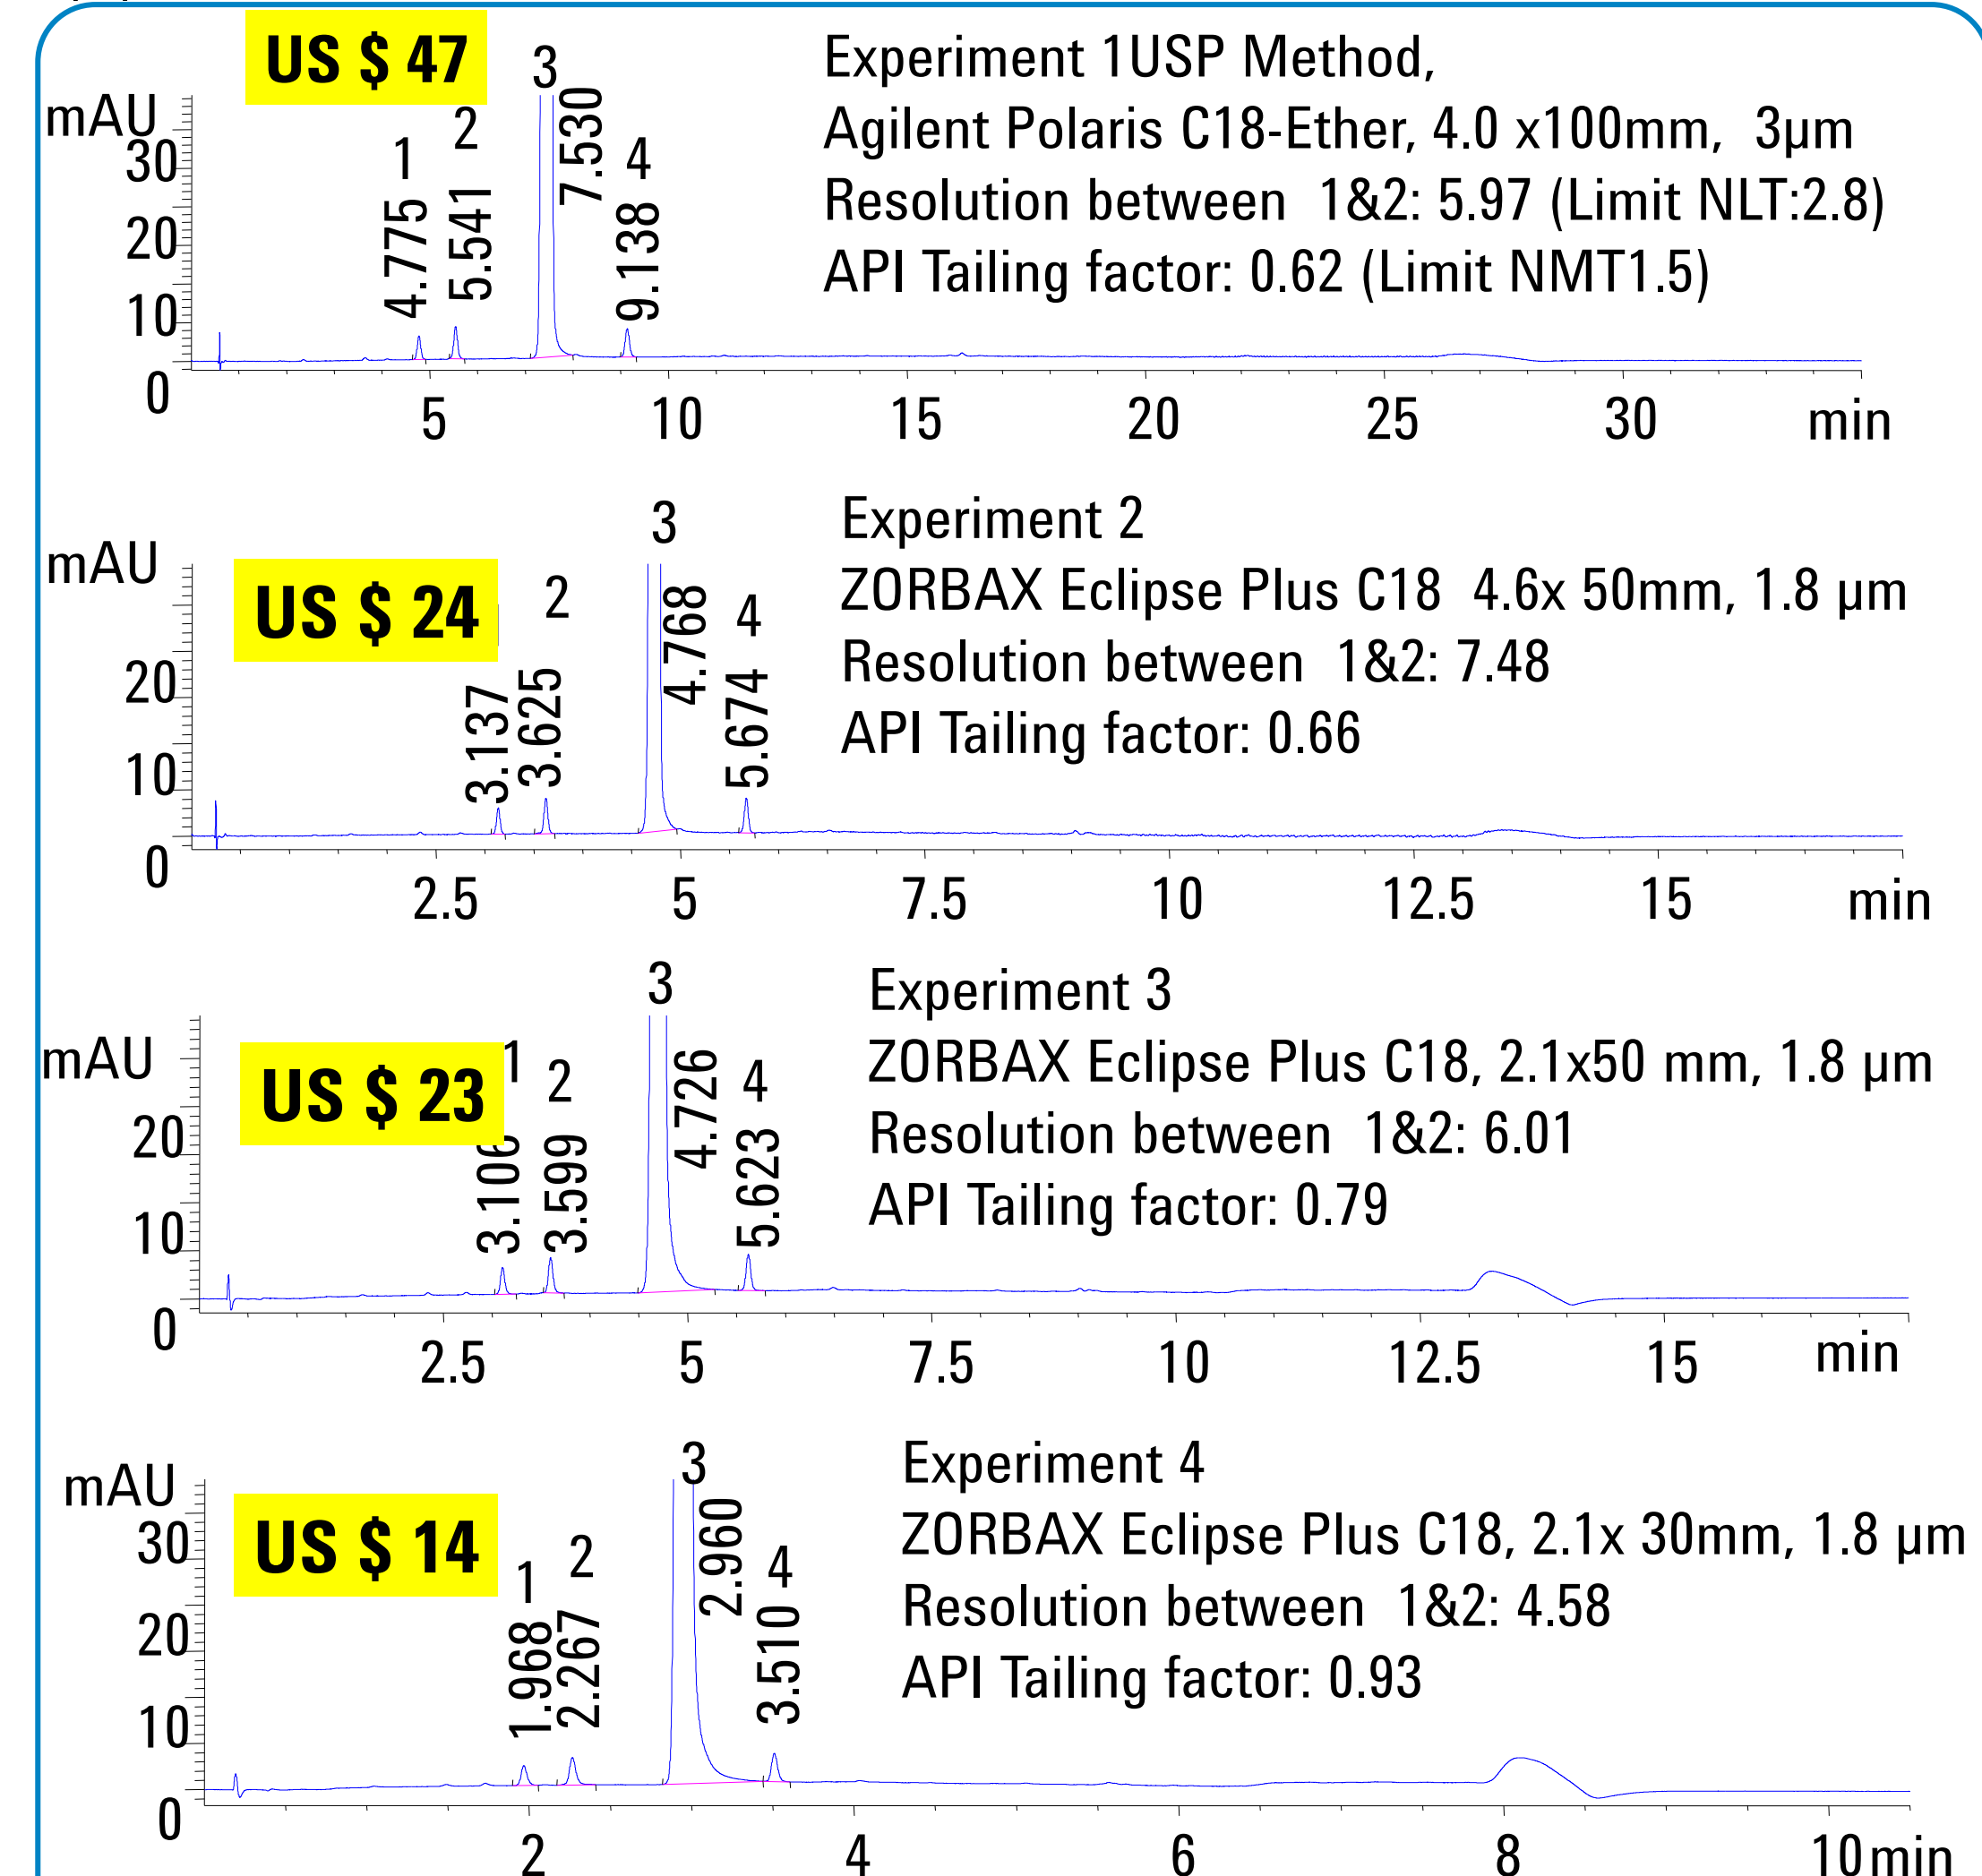 US $ 47
Experiment 1USP Method,
Agilent Polaris C18-Ether, 4.0 x100mm, 3µm
Resolution between 1&2: 5.97 (Limit NLT:2.8)
API Tailing factor: 0.62 (Limit NMT1.5)
mAU
30
20
10
0
1
4.775
2
5.541
3
7.530
4
9.138
5
10
15
20
25
30
min
Experiment 2
ZORBAX Eclipse Plus C18 4.6x 50mm, 1.8 µm
Resolution between 1&2: 7.48
API Tailing factor: 0.66
US $ 24
mAU
20
10
0
3.137
2
3.625
3
4.768
4
5.674
2.5
5
7.5
10
12.5
15
min
Experiment 3
ZORBAX Eclipse Plus C18, 2.1x50 mm, 1.8 µm
Resolution between 1&2: 6.01
API Tailing factor: 0.79
US $ 23
mAU
20
10
0
1
2
3.599
3
4.726
4
5.623
2.5
5
7.5
10
12.5
15
min
Experiment 4
ZORBAX Eclipse Plus C18, 2.1x 30mm, 1.8 µm
Resolution between 1&2: 4.58
API Tailing factor: 0.93
US $ 14
mAU
30
20
10
0
1
1.968
2
2.267
3
2.960
4
3.510
2
4
6
8
10 min